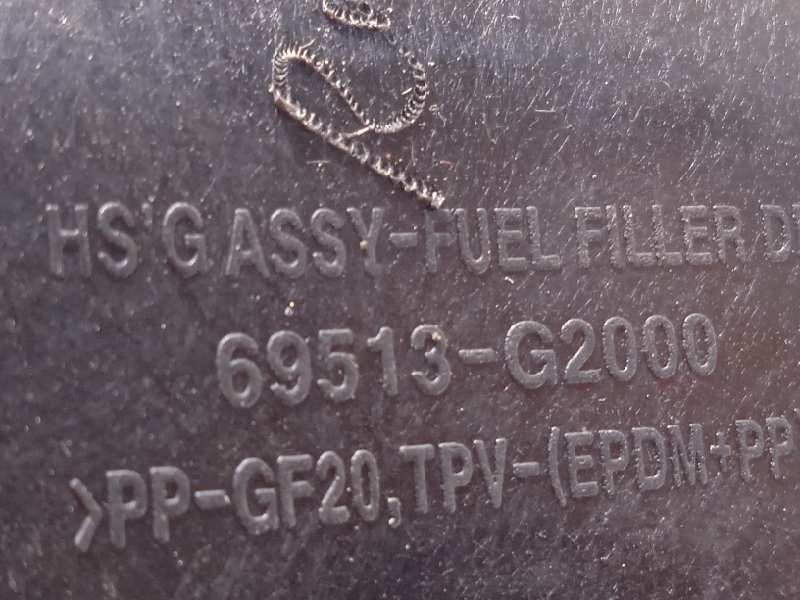 HS'G ASSY-FUEL FILLER D
69513-G2000
>PP-GF20,TPV-(EPDM+PP)